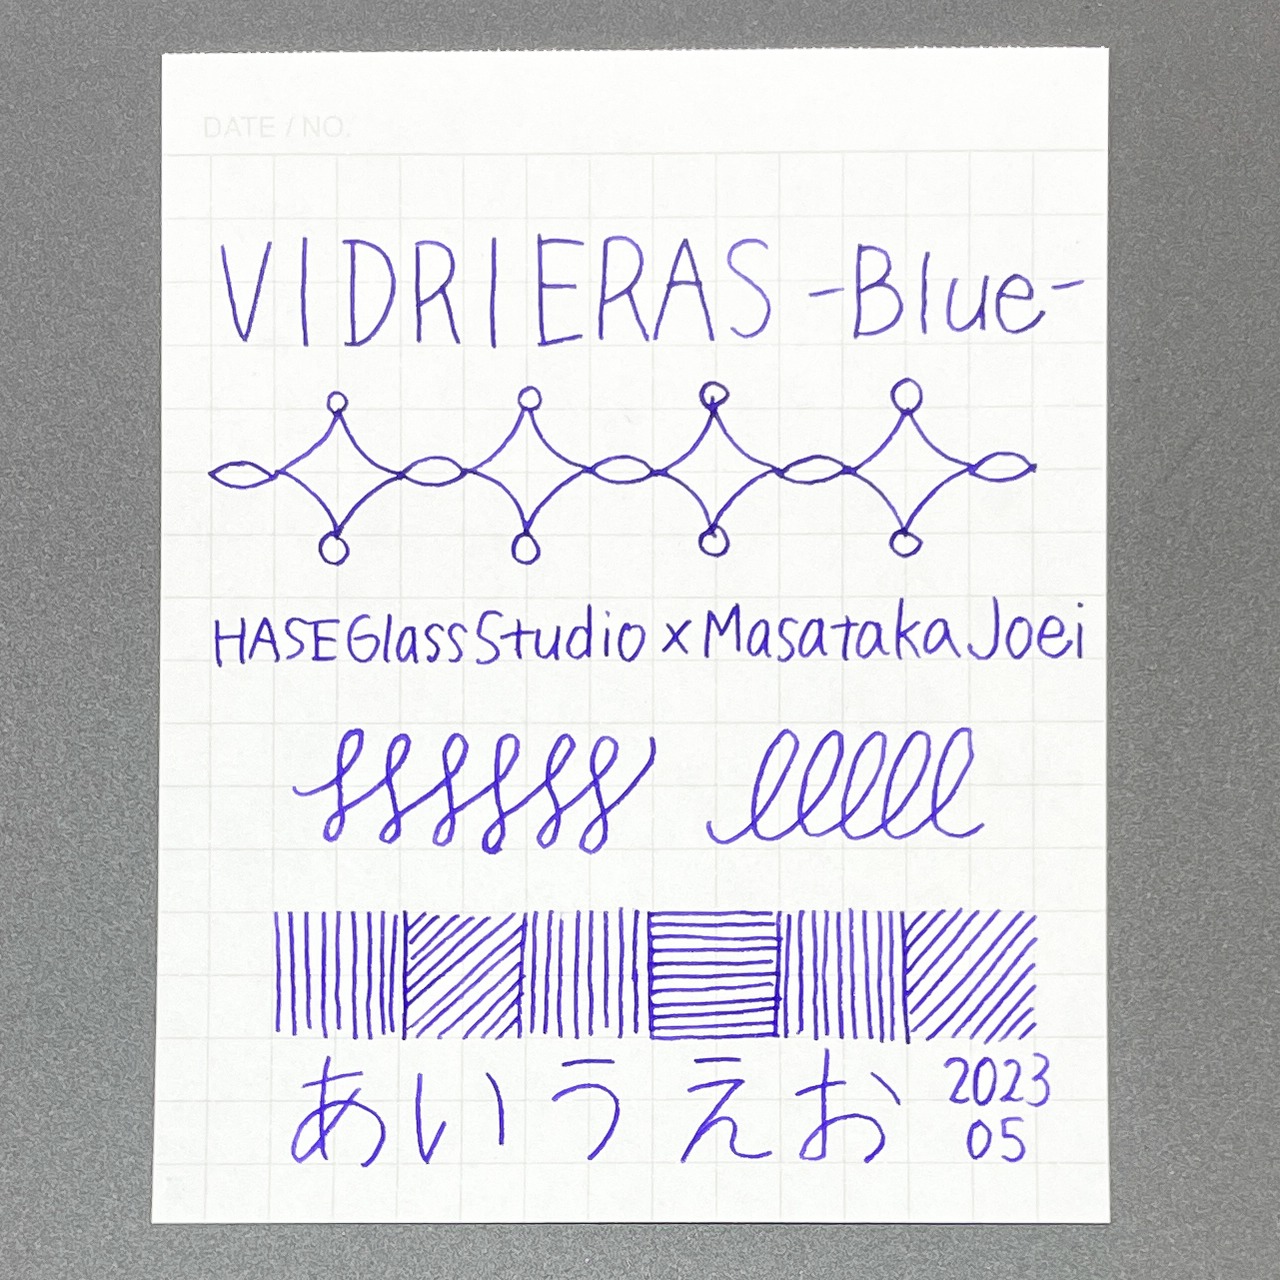 DATE / NO.
VIDRIERAS -Blue-
HASE Glass Studio x Masataka Joei
あいうえお 2023
05